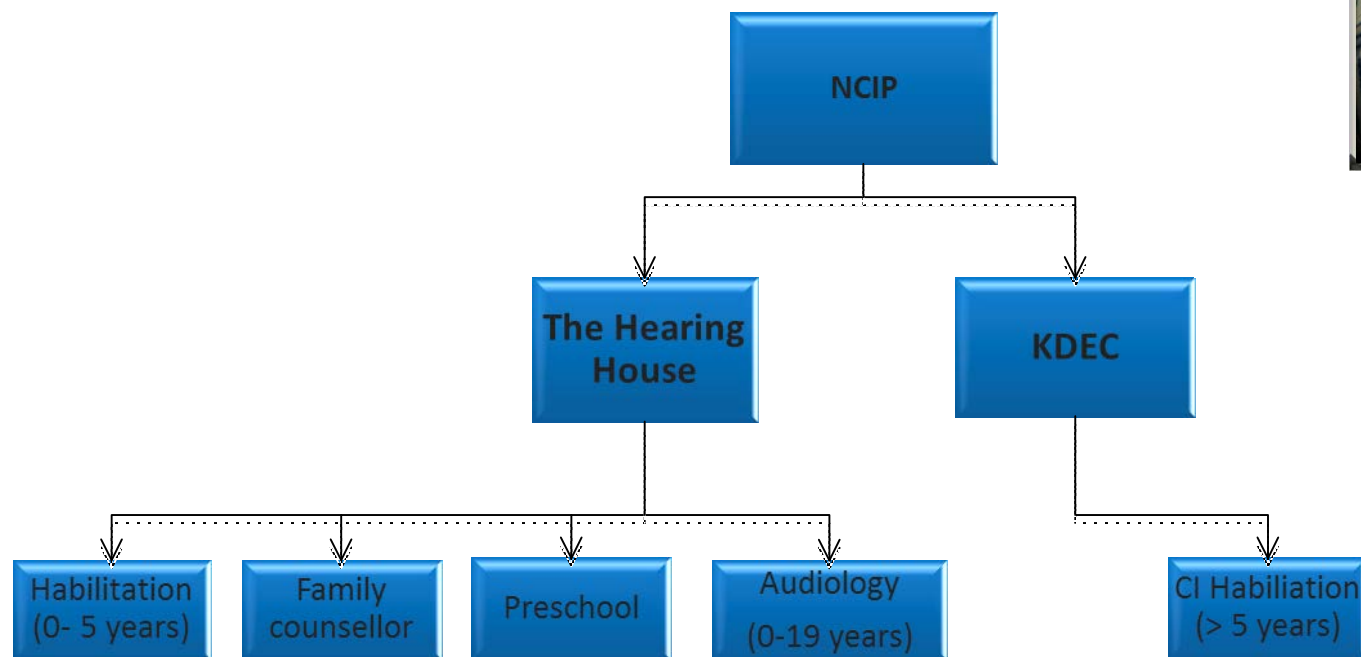 NCIP
The Hearing
House
KDEC
Habilitation
(0- 5 years)
Family
counsellor
Preschool
Audiology
(0-19 years)
CI Habiliation
(> 5 years)